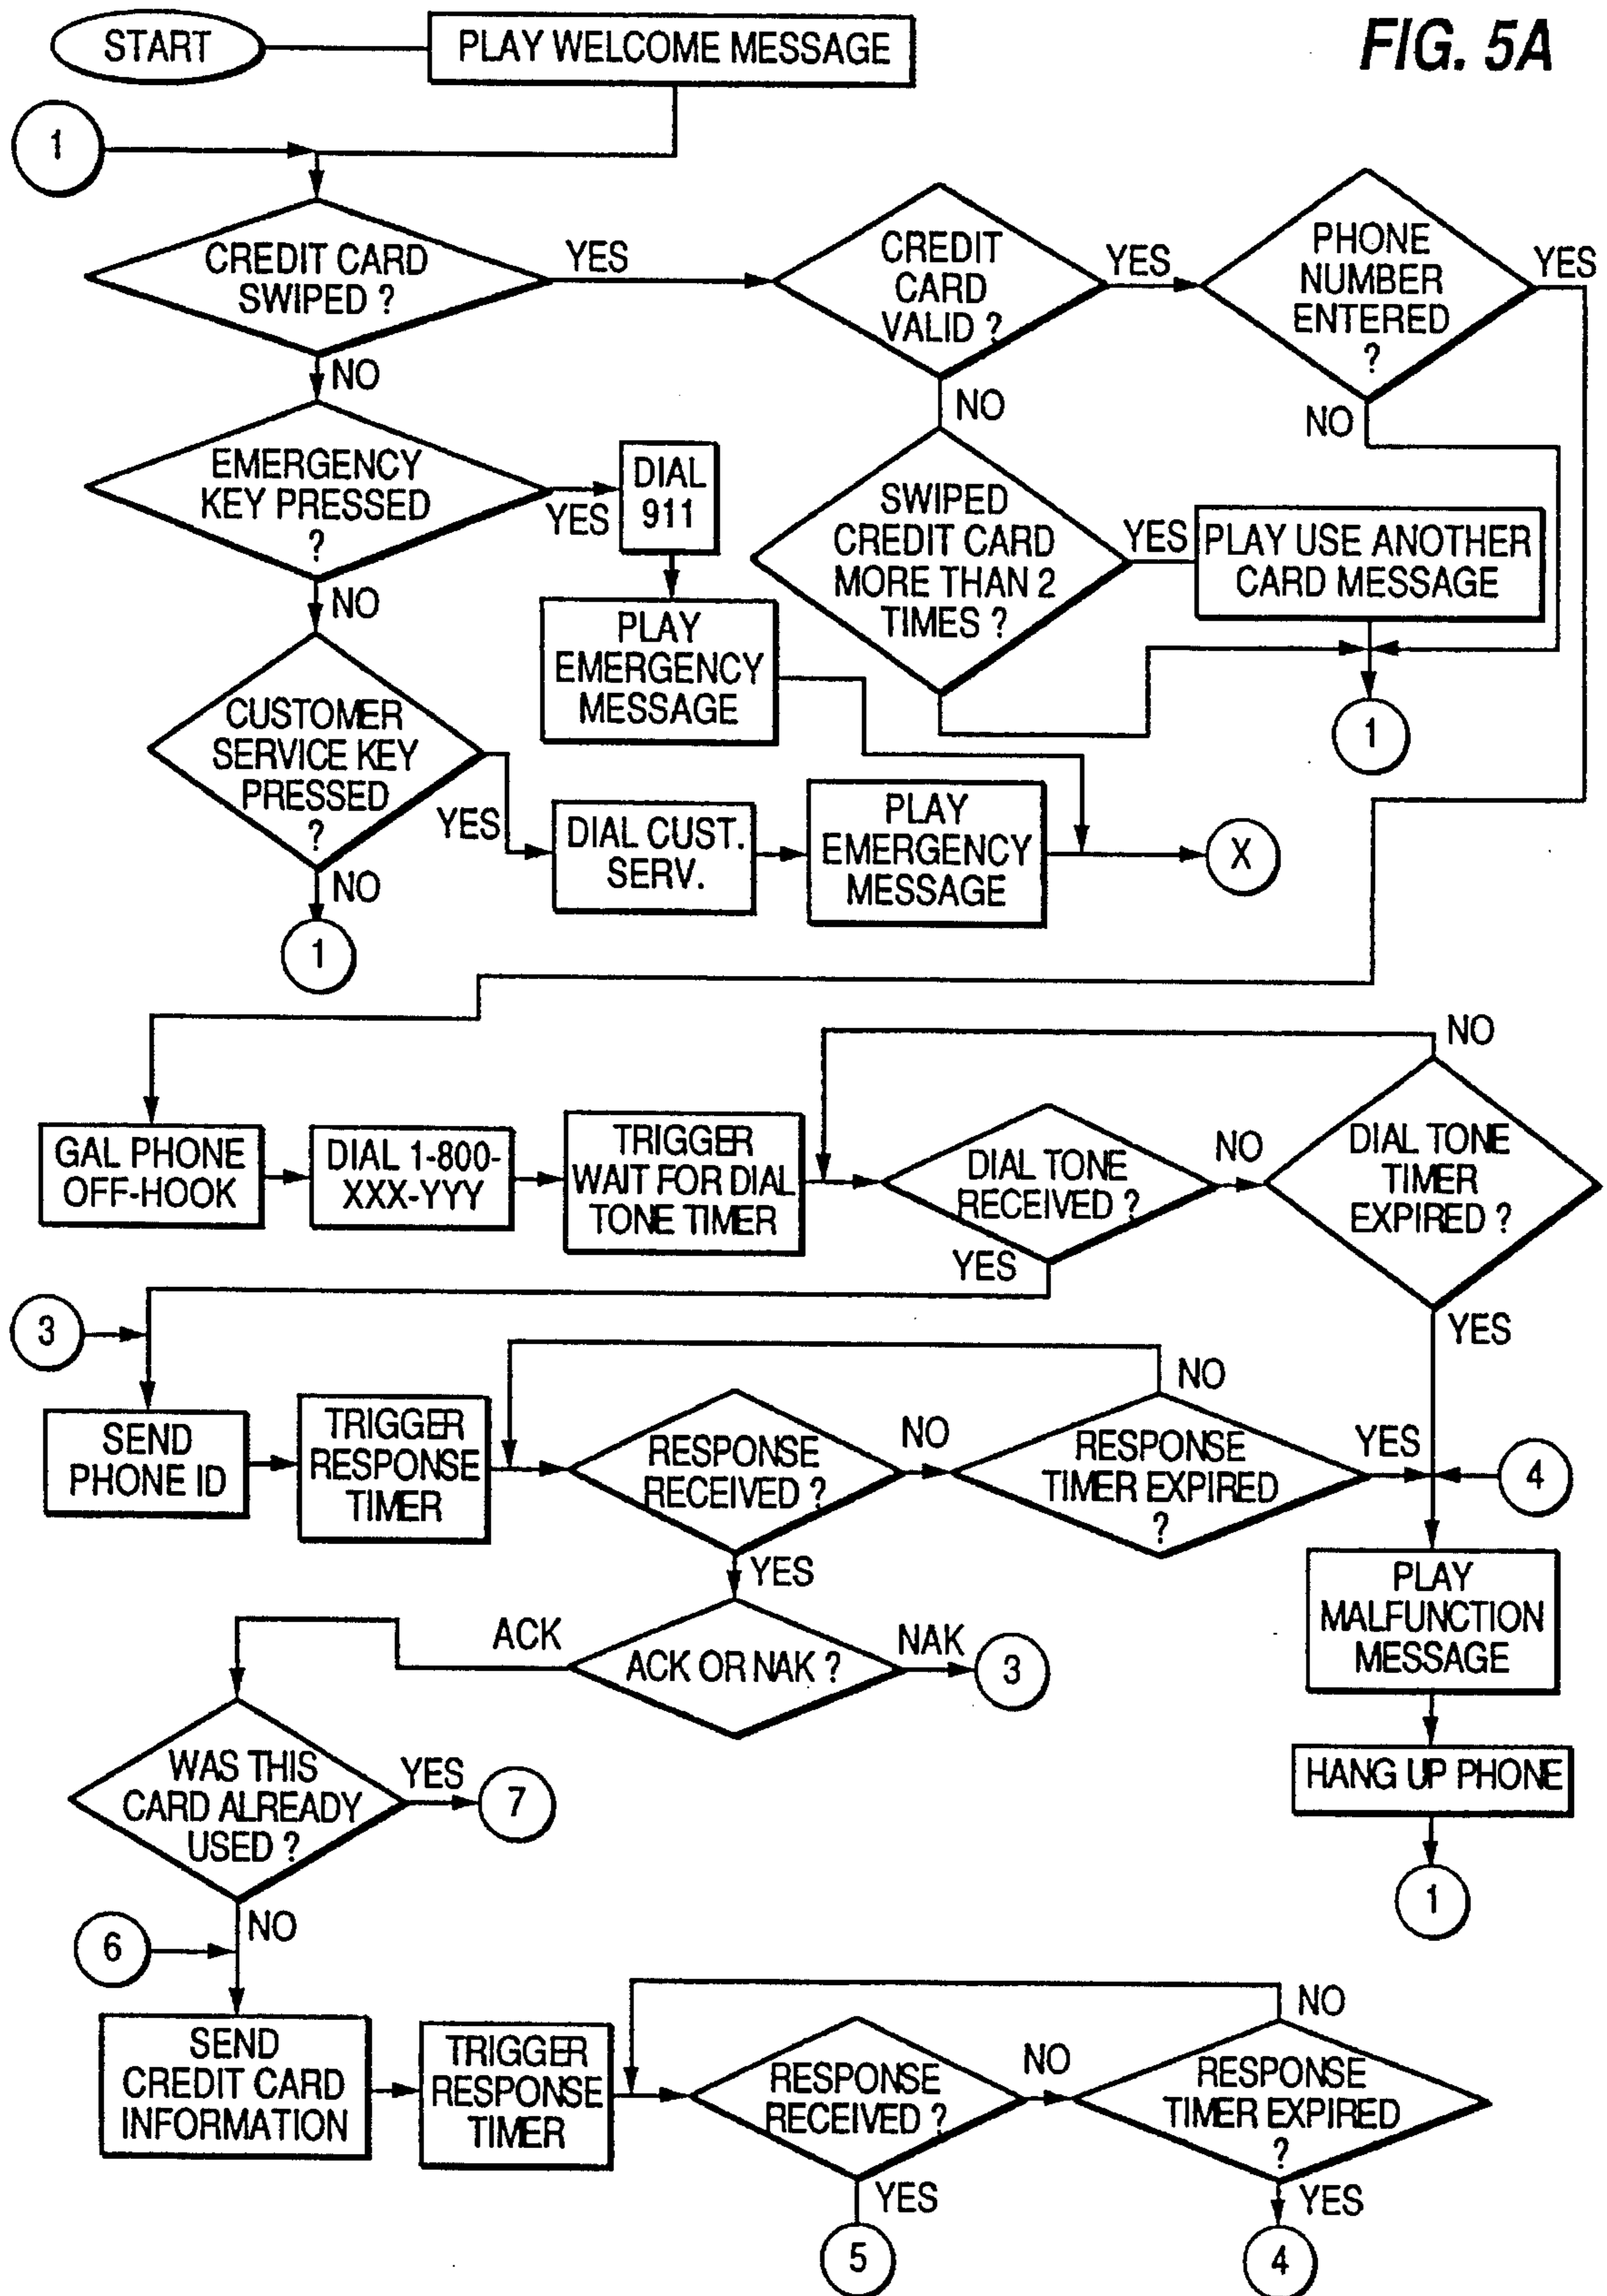 FIG. 5A
START
PLAY WELCOME MESSAGE
1
CREDIT CARD
SWIPED ?
YES
CREDIT
CARD
VALID ?
YES
PHONE
NUMBER
ENTERED
?
YES
NO
NO
NO
EMERGENCY
KEY PRESSED
?
YES
DIAL
911
SWIPED
CREDIT CARD
MORE THAN 2
TIMES ?
YES
PLAY USE ANOTHER
CARD MESSAGE
NO
PLAY
EMERGENCY
MESSAGE
1
CUSTOMER
SERVICE KEY
PRESSED
?
YES
DIAL CUST.
SERV.
PLAY
EMERGENCY
MESSAGE
X
NO
1
NO
GAL PHONE
OFF-HOOK
DIAL 1-800-
XXX-YYY
TRIGGER
WAIT FOR DIAL
TONE TIMER
DIAL TONE
RECEIVED ?
NO
DIAL TONE
TIMER
EXPIRED ?
YES
YES
3
NO
SEND
PHONE ID
TRIGGER
RESPONSE
TIMER
RESPONSE
RECEIVED ?
NO
RESPONSE
TIMER EXPIRED
?
YES
4
YES
PLAY
MALFUNCTION
MESSAGE
ACK
ACK OR NAK ?
NAK
3
WAS THIS
CARD ALREADY
USED ?
YES
7
HANG UP PHONE
1
NO
6
NO
SEND
CREDIT CARD
INFORMATION
TRIGGER
RESPONSE
TIMER
RESPONSE
RECEIVED ?
NO
RESPONSE
TIMER EXPIRED
?
YES
YES
5
4